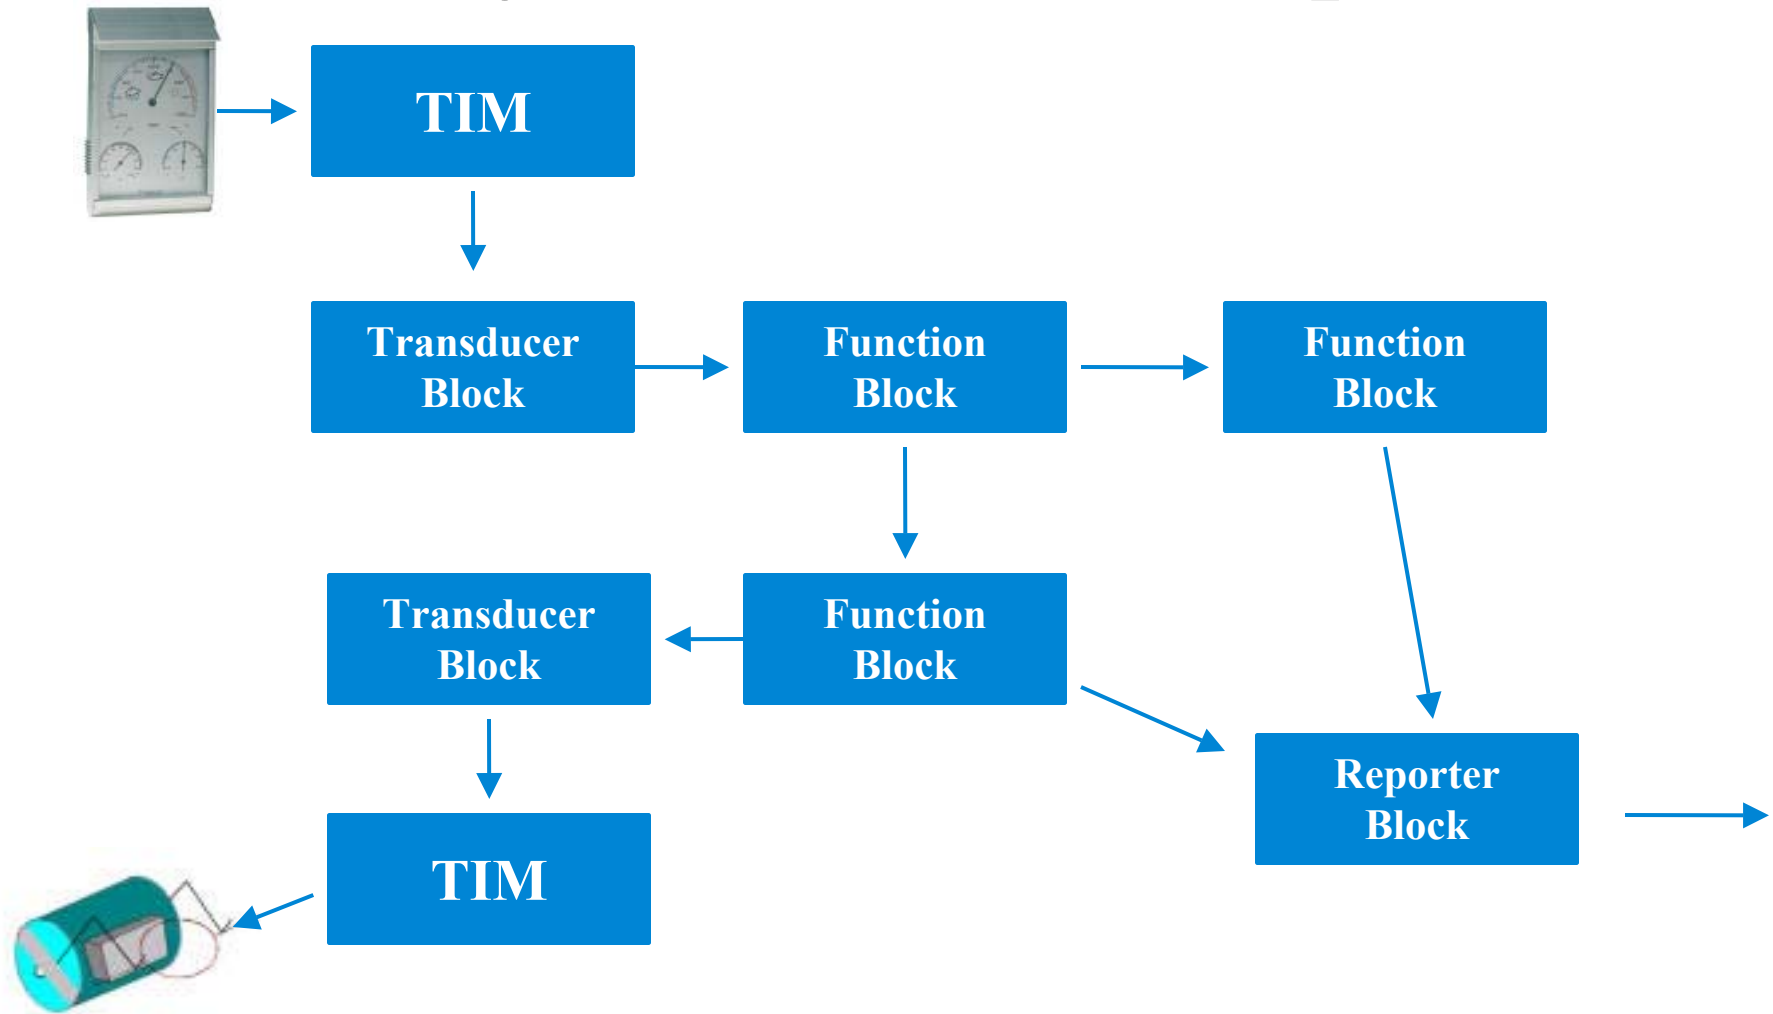 TIM
Transducer
Block
Function
Block
Function
Block
Transducer
Block
Function
Block
Reporter
Block
TIM